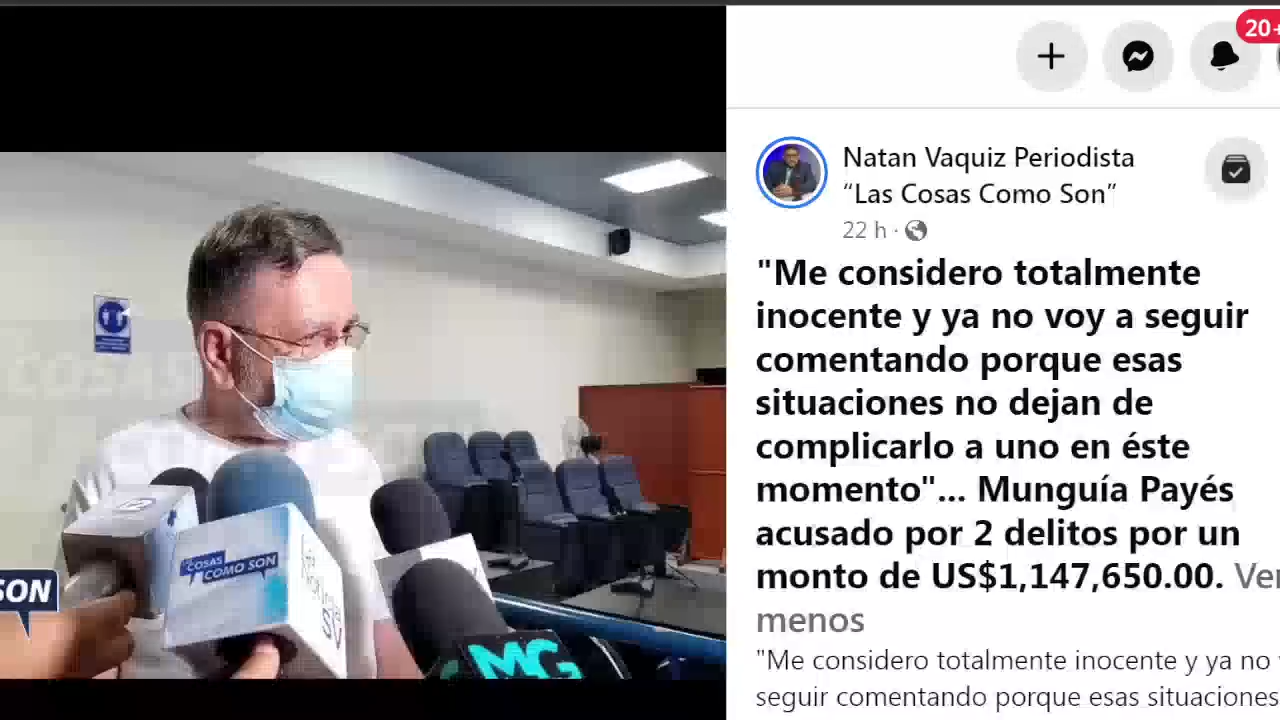 20+
Natan Vaquiz Periodista
“Las Cosas Como Son”
22 h ·
"Me considero totalmente
inocente y ya no voy a seguir
comentando porque esas
situaciones no dejan de
complicarlo a uno en éste
momento"... Munguía Payés
acusado por 2 delitos por un
monto de US$1,147,650.00. Ver
menos
"Me considero totalmente inocente y ya no
seguir comentando porque esas situaciones
COSAS
COMO SON
SON
MG